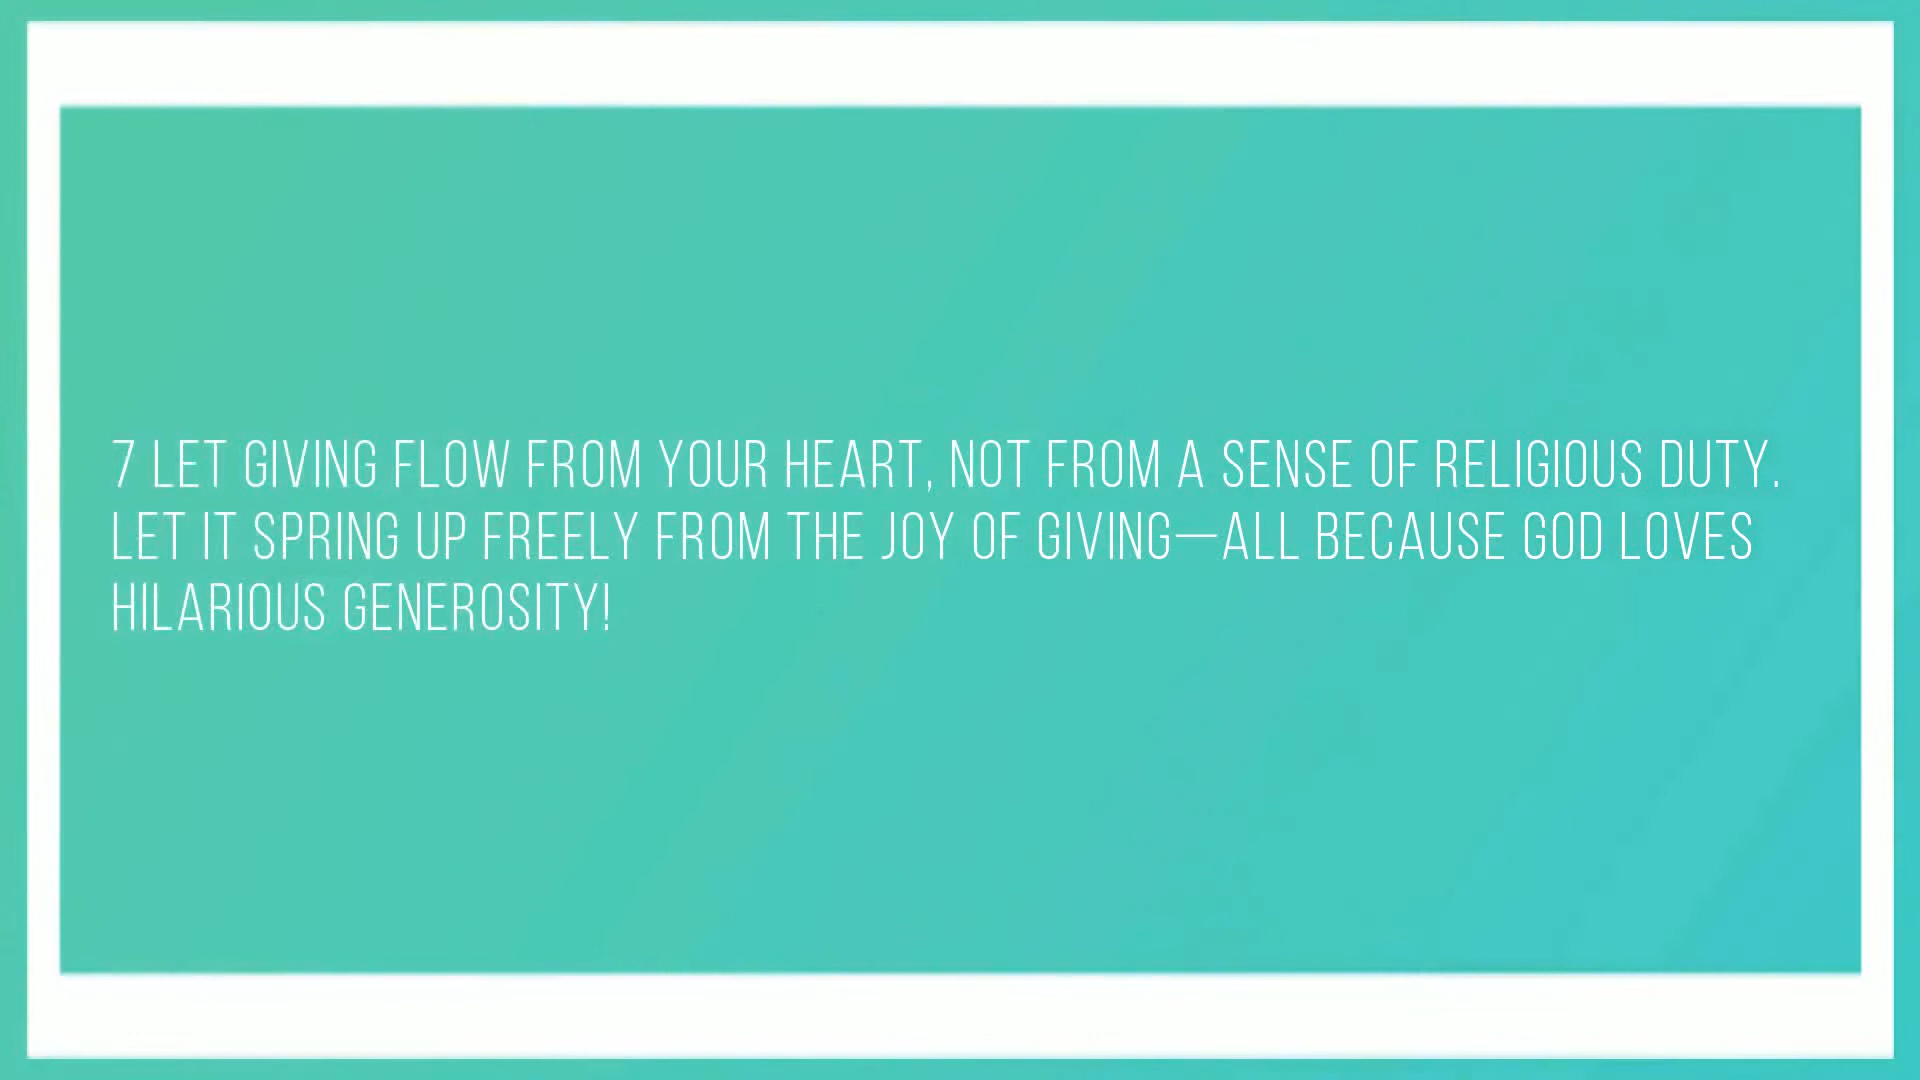 7 LET GIVING FLOW FROM YOUR HEART, NOT FROM A SENSE OF RELIGIOUS DUTY.
LET IT SPRING UP FREELY FROM THE JOY OF GIVING—ALL BECAUSE GOD LOVES
HILARIOUS GENEROSITY!